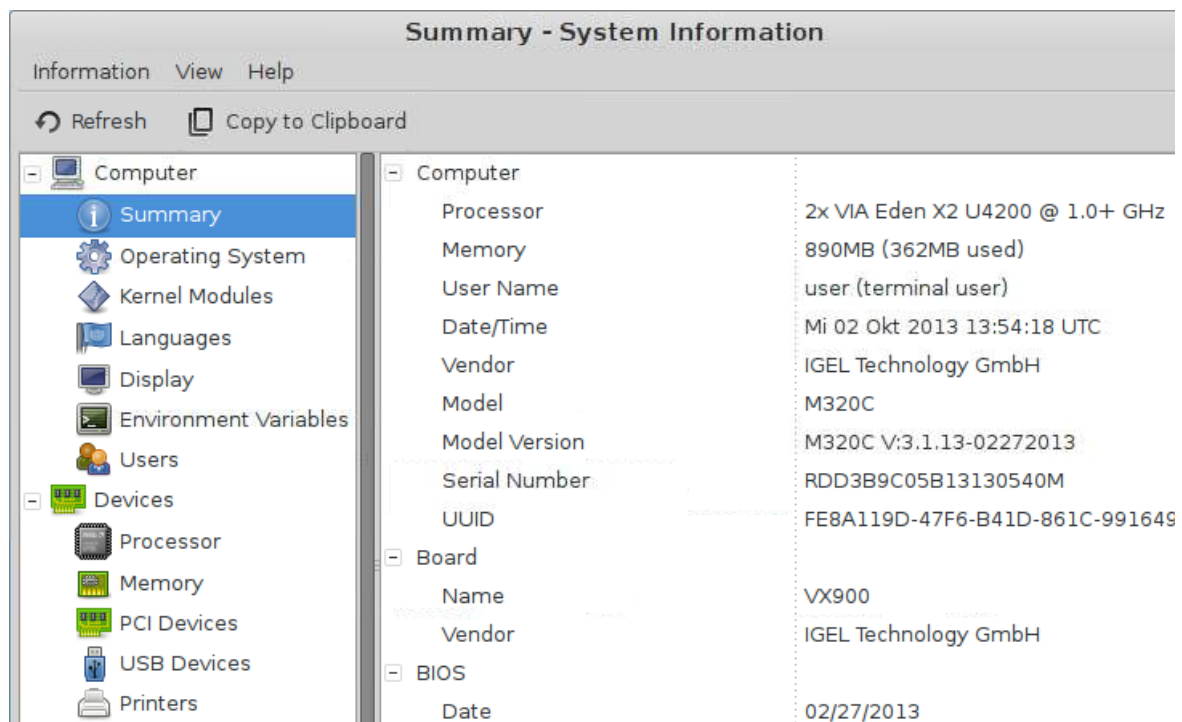 Summary - System Information
Information View Help
Refresh Copy to Clipboard
Computer
Summary
Operating System
Kernel Modules
Languages
Display
Environment Variables
Users
Devices
Processor
Memory
PCI Devices
USB Devices
Printers
Computer
Processor 2x VIA Eden X2 U4200 @ 1.0+ GHz
Memory 890MB (362MB used)
User Name user (terminal user)
Date/Time Mi 02 Okt 2013 13:54:18 UTC
Vendor IGEL Technology GmbH
Model M320C
Model Version M320C V:3.1.13-02272013
Serial Number RDD3B9C05B13130540M
UUID FE8A119D-47F6-B41D-861C-991649
Board
Name VX900
Vendor IGEL Technology GmbH
BIOS
Date 02/27/2013